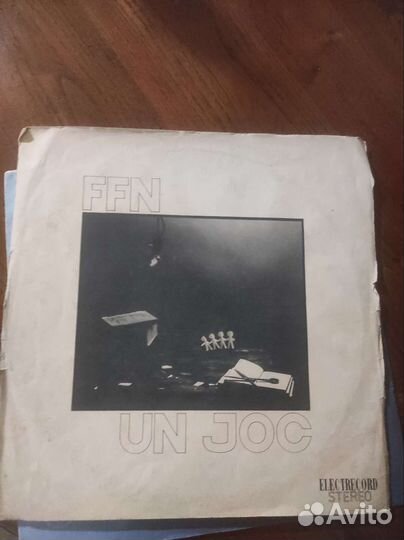 FFN
UN JOC
ELECTRECORD
STEREO
Avito